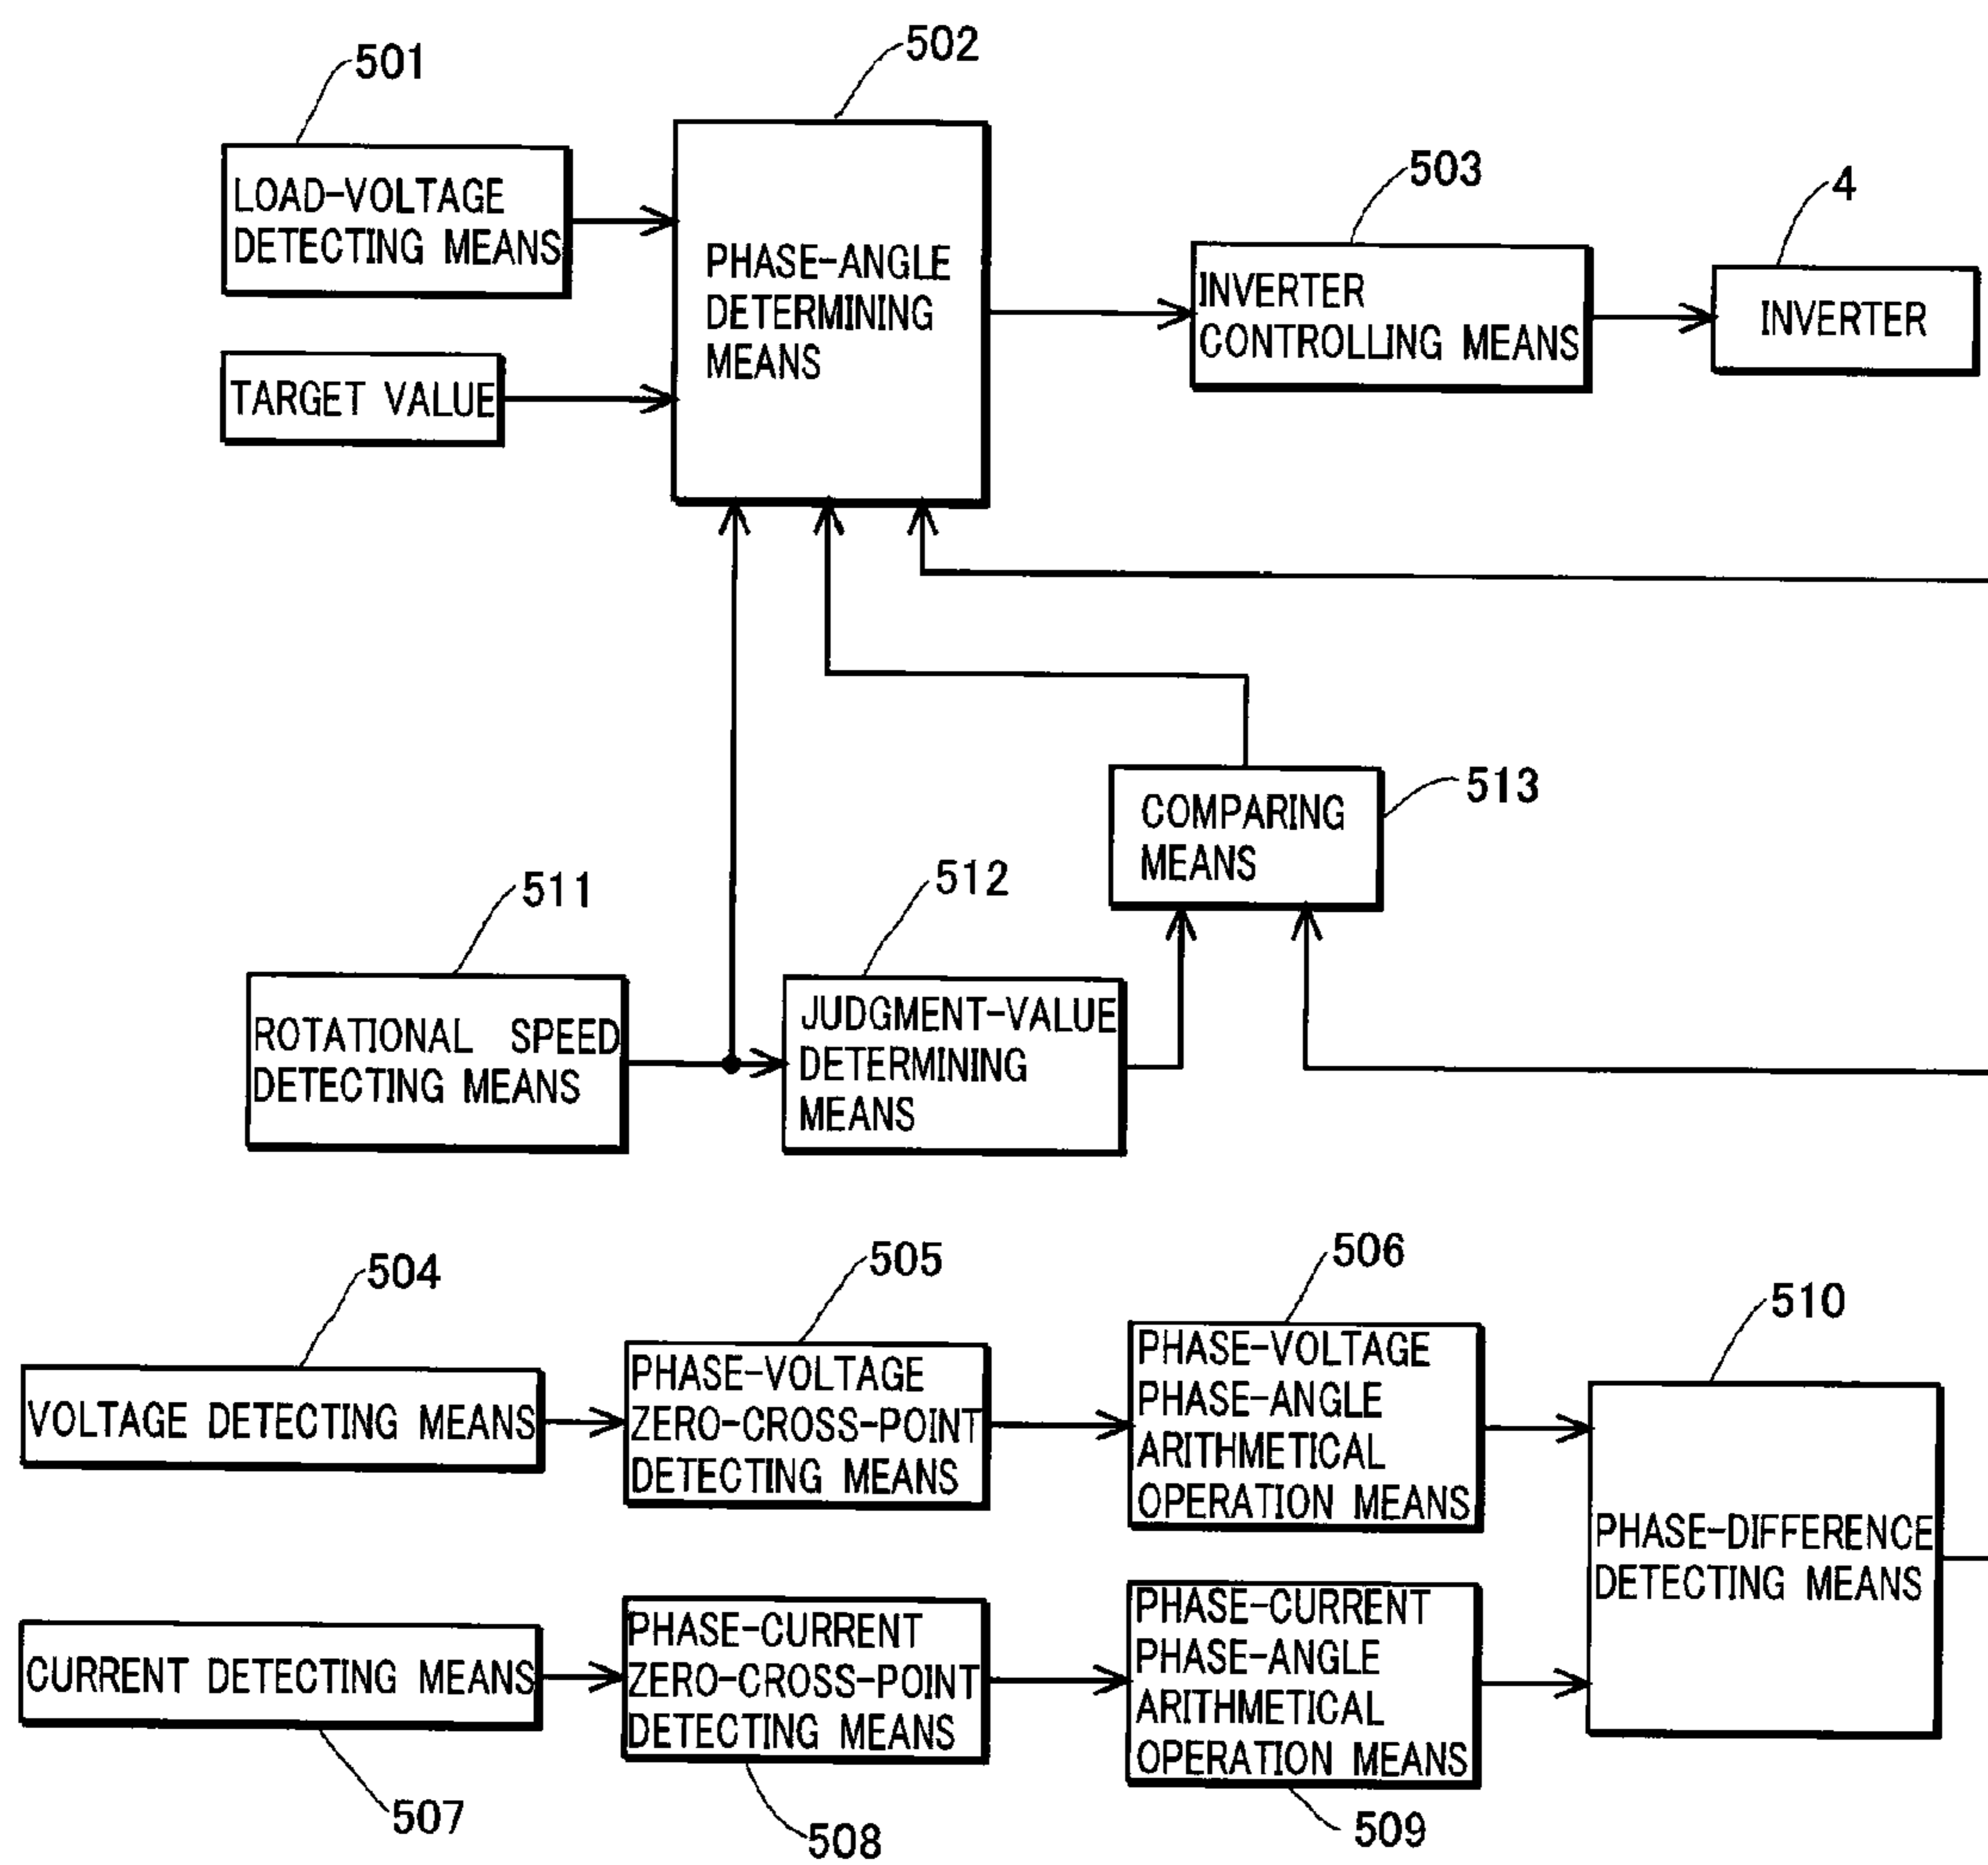 501
502
503
4
LOAD-VOLTAGE
DETECTING MEANS
PHASE-ANGLE
DETERMINING
MEANS
INVERTER
CONTROLLING MEANS
INVERTER
TARGET VALUE
513
COMPARING
MEANS
511
512
ROTATIONAL SPEED
DETECTING MEANS
JUDGMENT-VALUE
DETERMINING
MEANS
504
505
506
510
VOLTAGE DETECTING MEANS
PHASE-VOLTAGE
ZERO-CROSS-POINT
DETECTING MEANS
PHASE-VOLTAGE
PHASE-ANGLE
ARITHMETICAL
OPERATION MEANS
PHASE-DIFFERENCE
DETECTING MEANS
CURRENT DETECTING MEANS
PHASE-CURRENT
ZERO-CROSS-POINT
DETECTING MEANS
PHASE-CURRENT
PHASE-ANGLE
ARITHMETICAL
OPERATION MEANS
507
508
509